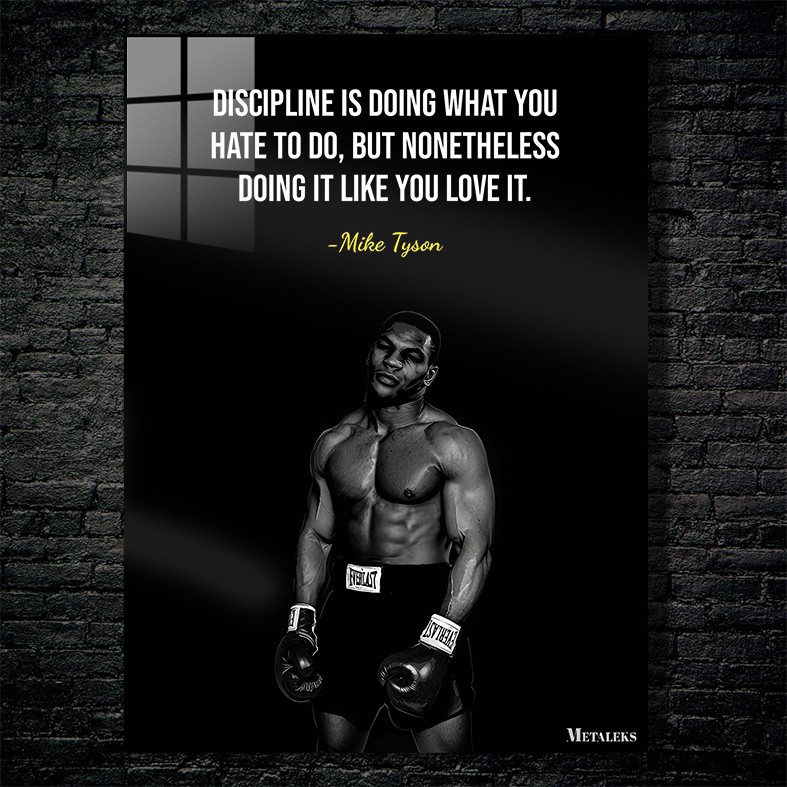 DISCIPLINE IS DOING WHAT YOU
HATE TO DO, BUT NONETHELESS
DOING IT LIKE YOU LOVE IT.
-Mike Tyson
EVERLAST
EVERLAST
METALEKS